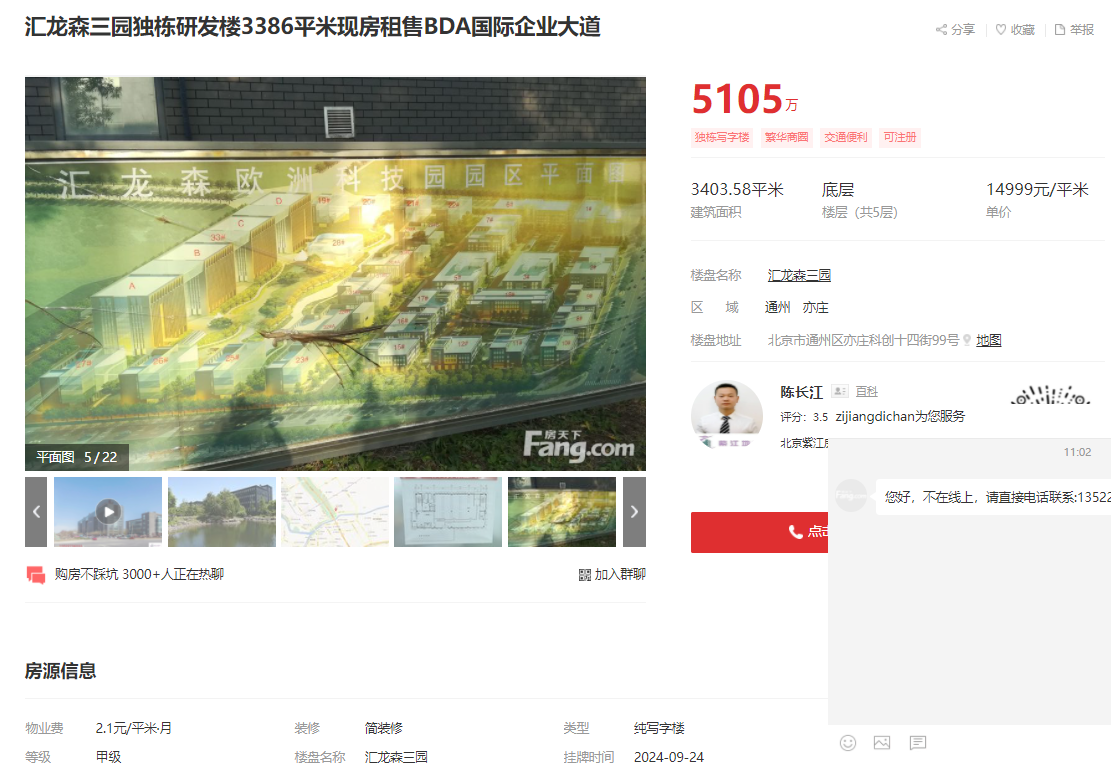 汇龙森三园独栋研发楼3386平米现房租售BDA国际企业大道
分享
收藏
举报
汇龙森欧洲科技园园区平面图
平面图 5/22
房天下
Fang.com
购房不踩坑 3000+人正在热聊
加入群聊
5105万
独栋写字楼 繁华商圈 交通便利 可注册
3403.58平米 底层 14999元/平米
建筑面积 楼层（共5层） 单价
楼盘名称 汇龙森三园
区 域 通州 亦庄
楼盘地址 北京市通州区亦庄科创十四街99号 地图
陈长江 百科
评分：3.5 zijiangdichan为您服务
北京紫江房
11:02
您好，不在线上，请直接电话联系:13522
点击
房源信息
物业费 2.1元/平米·月 装修 简装修 类型 纯写字楼
等级 甲级 楼盘名称 汇龙森三园 挂牌时间 2024-09-24